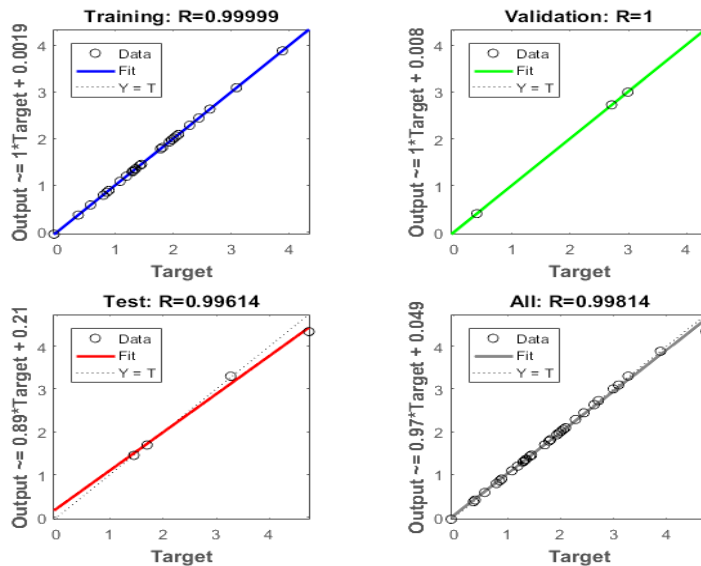 Training: R=0.99999
Output ~= 1*Target + 0.0019
4
3
2
1
0
Data
Fit
Y = T
0 1 2 3 4
Target
Validation: R=1
Output ~= 1*Target + 0.008
4
3
2
1
0
Data
Fit
Y = T
0 1 2 3 4
Target
Test: R=0.99614
Output ~= 0.89*Target + 0.21
4
3
2
1
0
Data
Fit
Y = T
0 1 2 3 4
Target
All: R=0.99814
Output ~= 0.97*Target + 0.049
4
3
2
1
0
Data
Fit
Y = T
0 1 2 3 4
Target